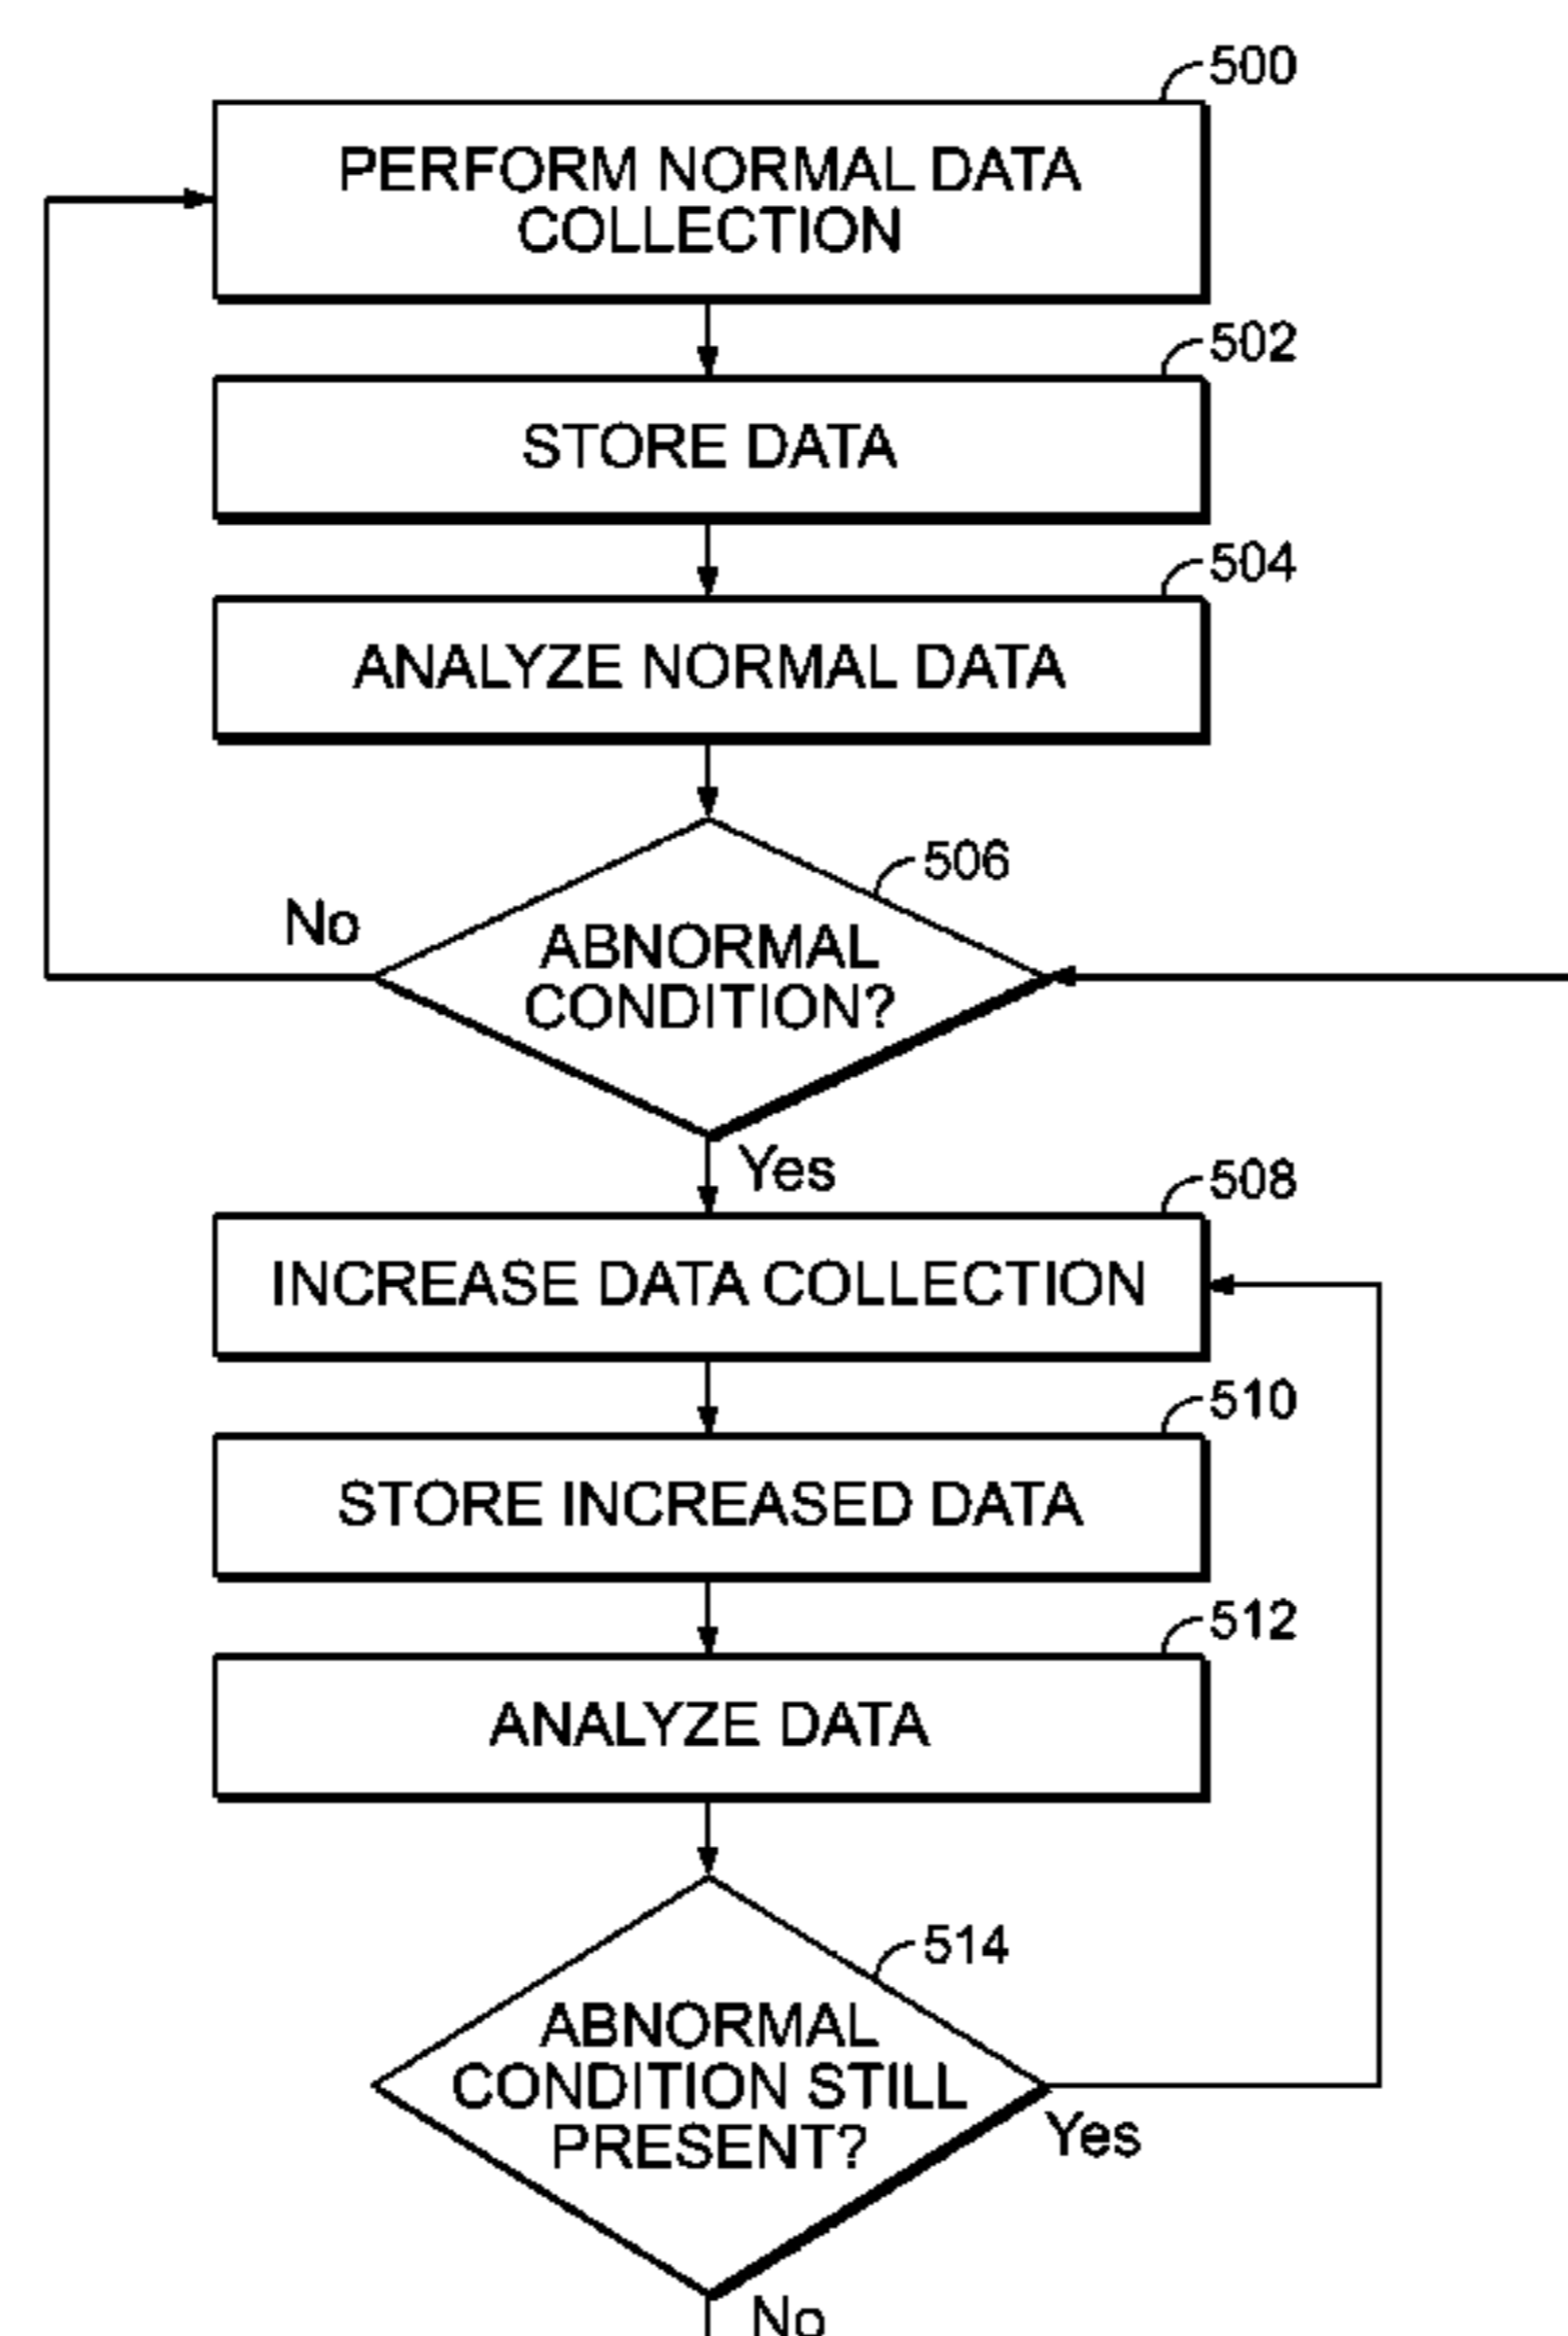 500
PERFORM NORMAL DATA
COLLECTION
502
STORE DATA
504
ANALYZE NORMAL DATA
506
No
ABNORMAL
CONDITION?
Yes
508
INCREASE DATA COLLECTION
510
STORE INCREASED DATA
512
ANALYZE DATA
514
ABNORMAL
CONDITION STILL
PRESENT?
Yes
No